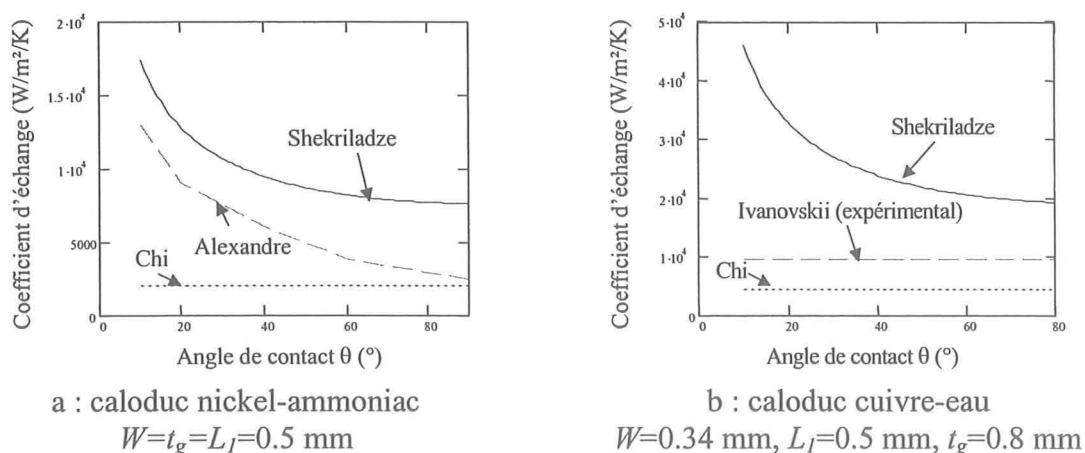 Coefficient d'échange (W/m²/K)
2·10⁴
1.5·10⁴
1·10⁴
5000
0
0
20
40
60
80
Shekriladze
Alexandre
Chi
Angle de contact θ (°)
a : caloduc nickel-ammoniac
W=t_g=L_1=0.5 mm
Coefficient d'échange (W/m²/K)
5·10⁴
4·10⁴
3·10⁴
2·10⁴
1·10⁴
0
0
20
40
60
80
Shekriladze
Ivanovskii (expérimental)
Chi
Angle de contact θ (°)
b : caloduc cuivre-eau
W=0.34 mm, L_1=0.5 mm, t_g=0.8 mm